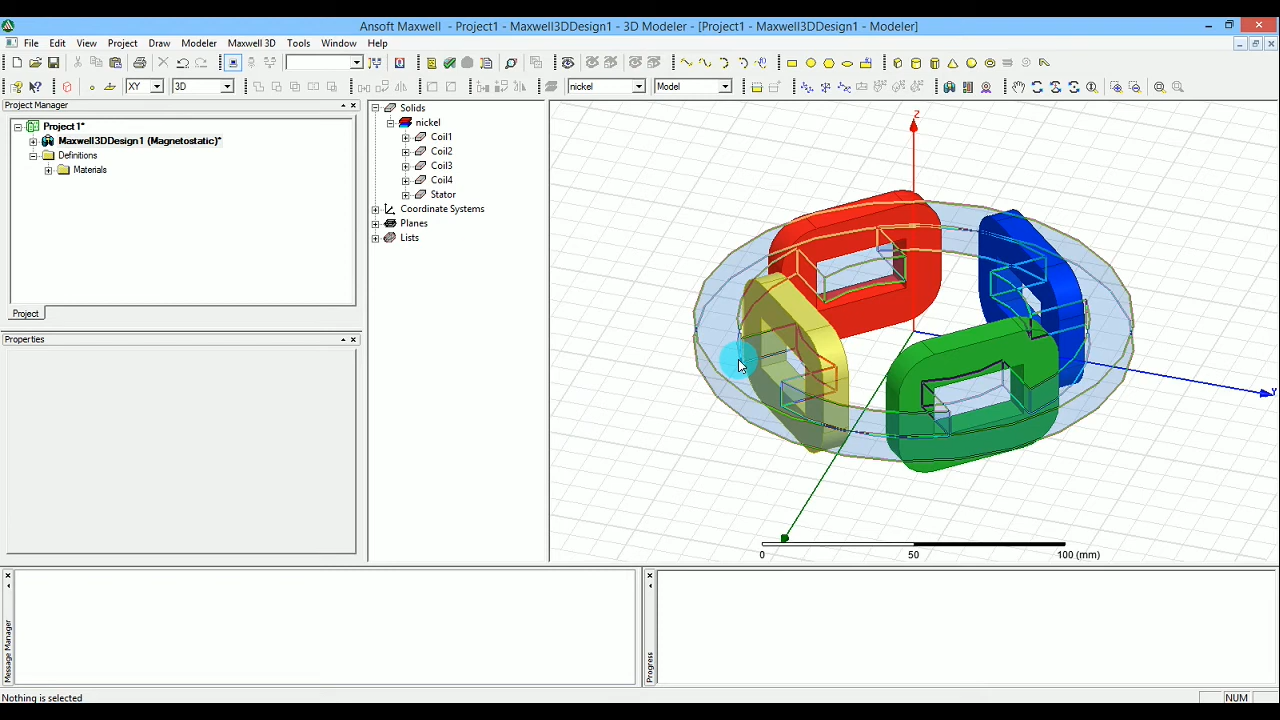 Ansoft Maxwell - Project1 - Maxwell3DDesign1 - 3D Modeler - [Project1 - Maxwell3DDesign1 - Modeler]
File Edit View Project Draw Modeler Maxwell 3D Tools Window Help
XY 3D nickel Model
Project Manager
Project1*
Maxwell3DDesign1 (Magnetostatic)*
Definitions
Materials
Project
Properties
Solids
nickel
Coil1
Coil2
Coil3
Coil4
Stator
Coordinate Systems
Planes
Lists
Z
Y
0 50 100 (mm)
Message Manager
Progress
Nothing is selected
NUM